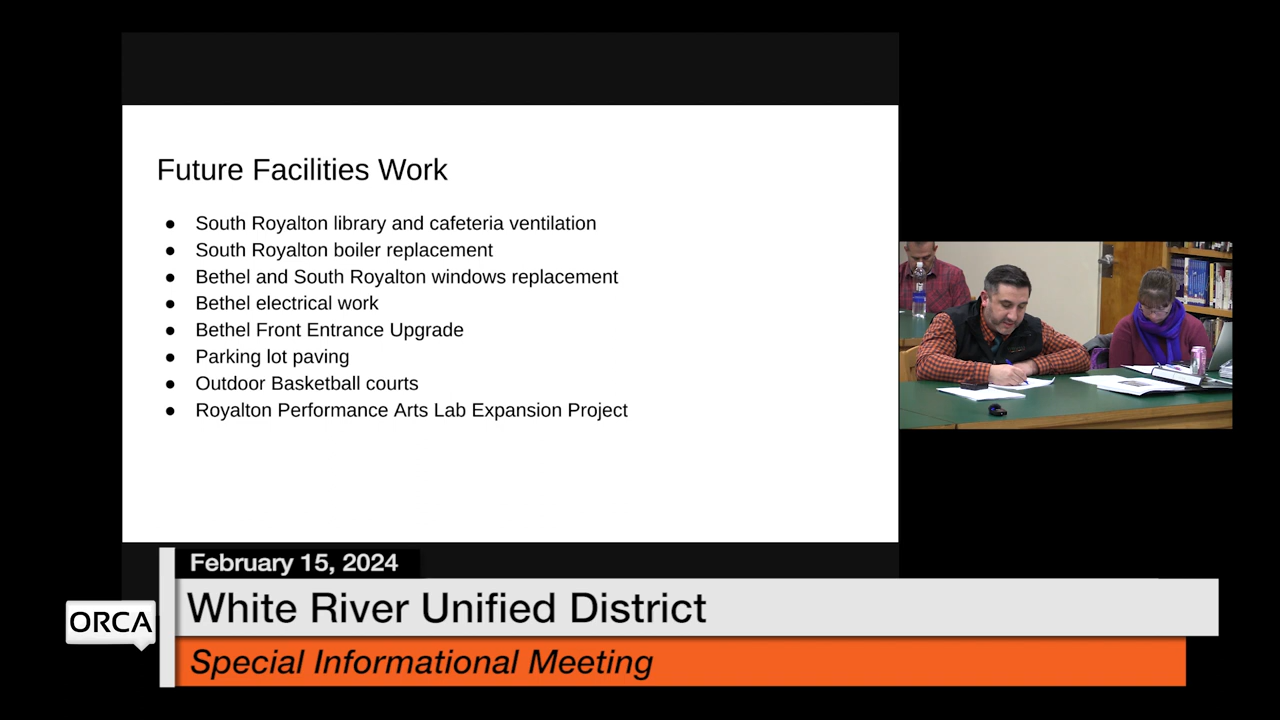 Future Facilities Work
● South Royalton library and cafeteria ventilation
● South Royalton boiler replacement
● Bethel and South Royalton windows replacement
● Bethel electrical work
● Bethel Front Entrance Upgrade
● Parking lot paving
● Outdoor Basketball courts
● Royalton Performance Arts Lab Expansion Project
February 15, 2024
White River Unified District
ORCA
Special Informational Meeting